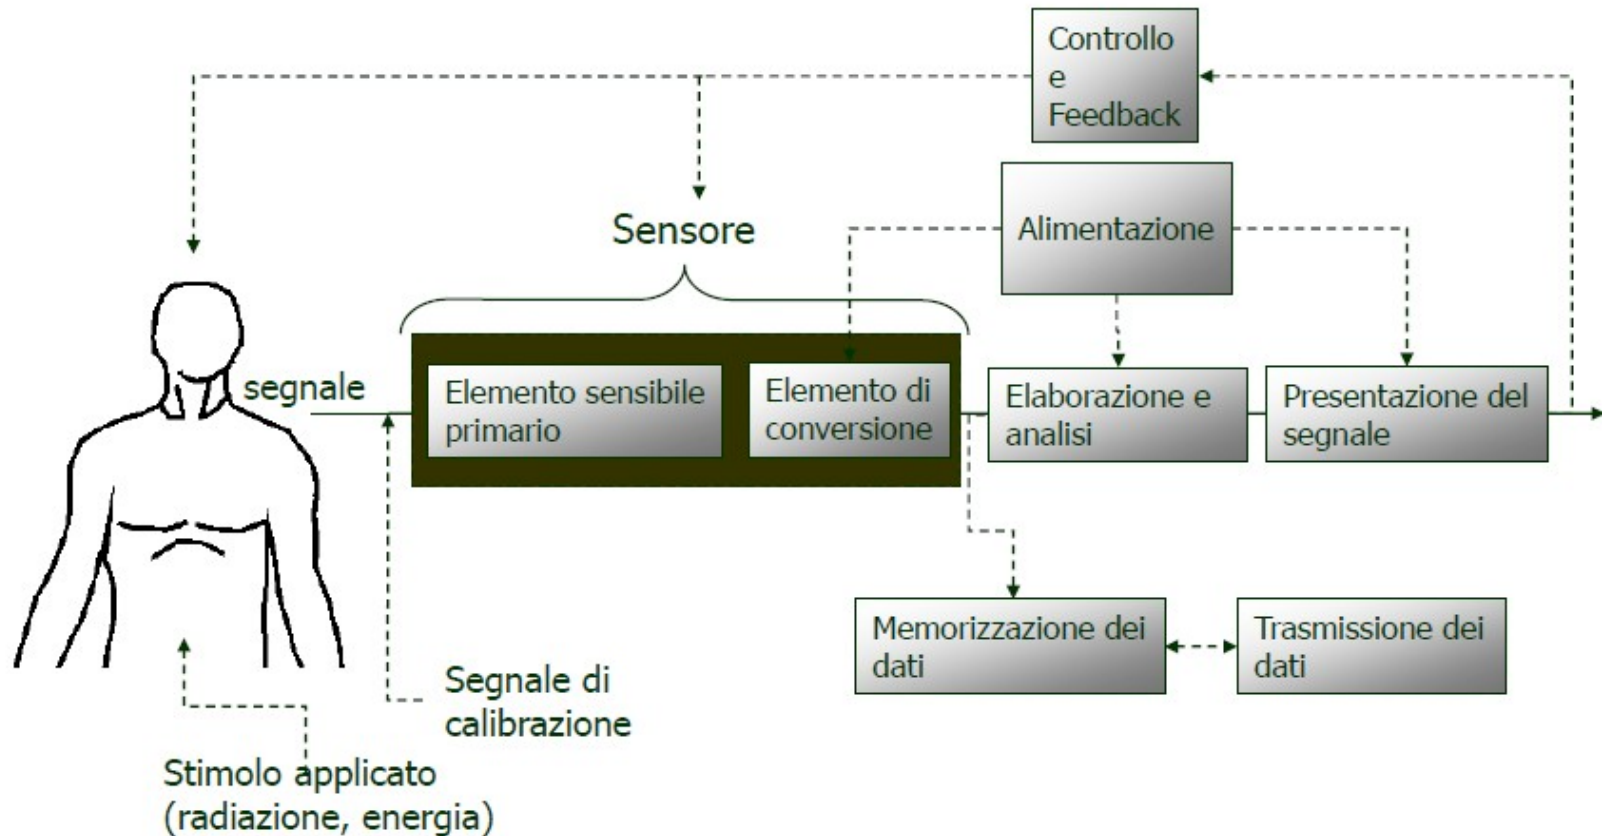 Controllo
e
Feedback
Alimentazione
Sensore
segnale
Elemento sensibile
primario
Elemento di
conversione
Elaborazione e
analisi
Presentazione del
segnale
Memorizzazione dei
dati
Trasmissione dei
dati
Segnale di
calibrazione
Stimolo applicato
(radiazione, energia)